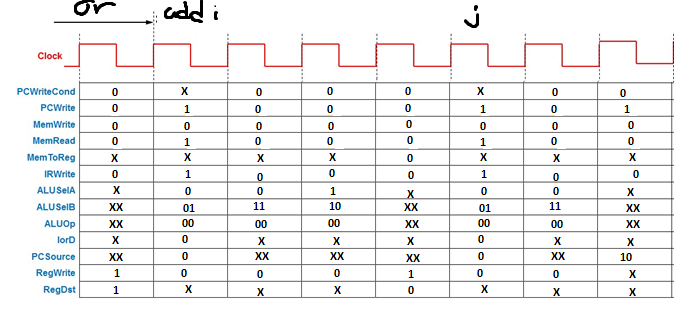 or addi j
Clock
PCWriteCond 0 X 0 0 0 X 0 0
PCWrite 0 1 0 0 0 1 0 1
MemWrite 0 0 0 0 0 0 0 0
MemRead 0 1 0 0 0 1 0 0
MemToReg X X X X 0 X X X
IRWrite 0 1 0 0 0 1 0 0
ALUSelA X 0 0 1 X 0 0 X
ALUSelB XX 01 11 10 XX 01 11 XX
ALUOp XX 00 00 00 XX 00 00 XX
IorD X 0 X X X 0 X X
PCSource XX 0 XX XX XX 0 XX 10
RegWrite 1 0 0 0 1 0 0 X
RegDst 1 X X X 0 X X X